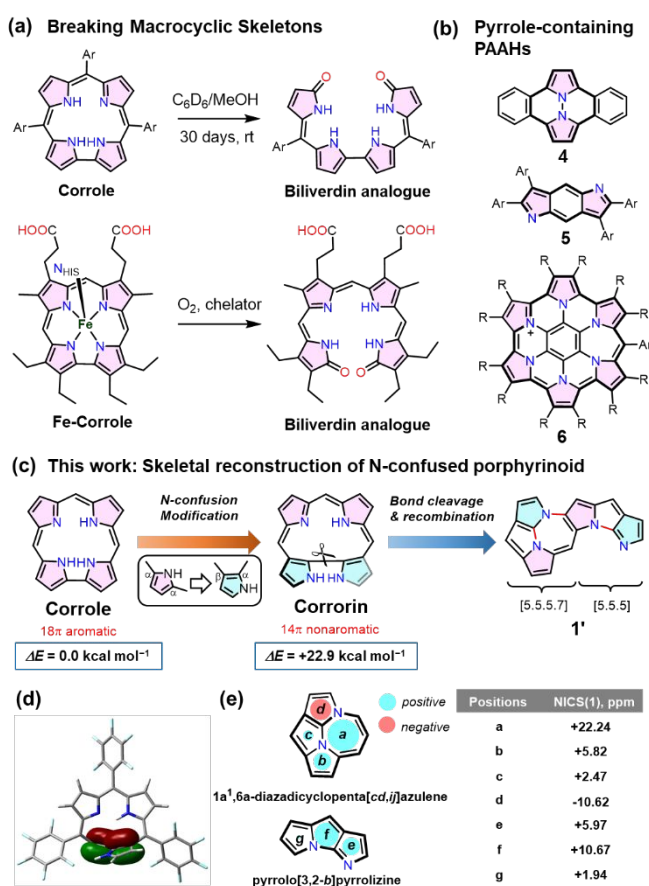 (a) Breaking Macrocyclic Skeletons
Ar
NH N
Ar Ar
NH HN
Corrole
C6D6/MeOH
30 days, rt
O O
NH HN
H N N H
Ar Ar
Biliverdin analogue
HOOC COOH
NHIS
N N
Fe
N N
Fe-Corrole
O2, chelator
HOOC COOH
N HN
HN HN
NH HN
O O
Biliverdin analogue
(b) Pyrrole-containing
PAAHs
N
N
4
Ar N
Ar Ar
N Ar
5
R R
R R
N
R N+ N R
Ar
R N N R
N
R R
R R
6
(c) This work: Skeletal reconstruction of N-confused porphyrinoid
N HN
NH HN
Corrole
18π aromatic
ΔE = 0.0 kcal mol−1
N-confusion
Modification
α NH α
β α NH
N HN
HN HN
Corrorin
14π nonaromatic
ΔE = +22.9 kcal mol−1
Bond cleavage
& recombination
N N
N N
[5.5.5.7] [5.5.5]
1'
(d)
(e)
d N
c a
N
b
positive
negative
1a1,6a-diazadicyclopenta[cd,ij]azulene
g f e
N N
pyrrolo[3,2-b]pyrrolizine
Positions NICS(1), ppm
a +22.24
b +5.82
c +2.47
d -10.62
e +5.97
f +10.67
g +1.94